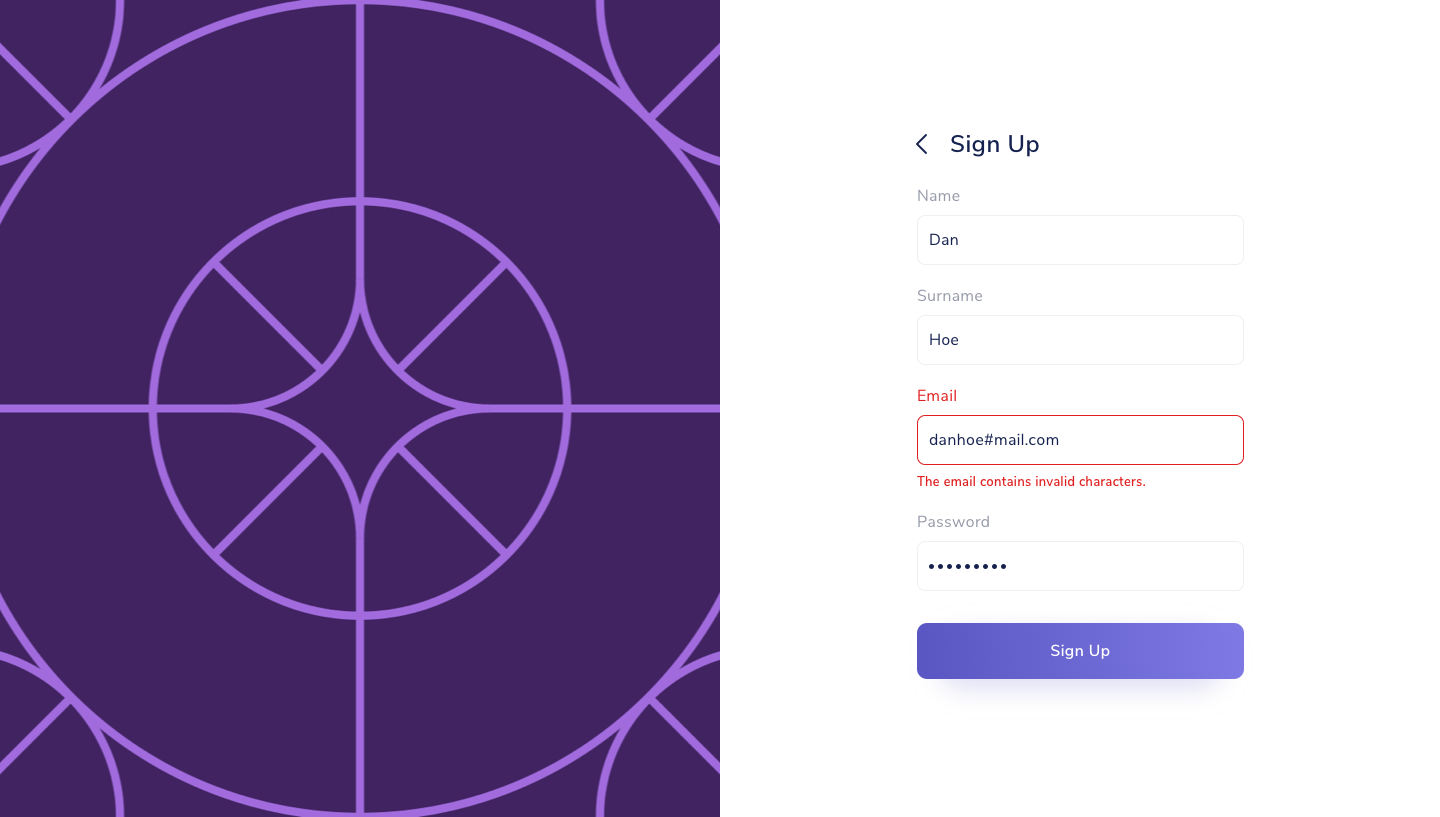 Sign Up
Name
Dan
Surname
Hoe
Email
danhoe#mail.com
The email contains invalid characters.
Password
•••••••••
Sign Up